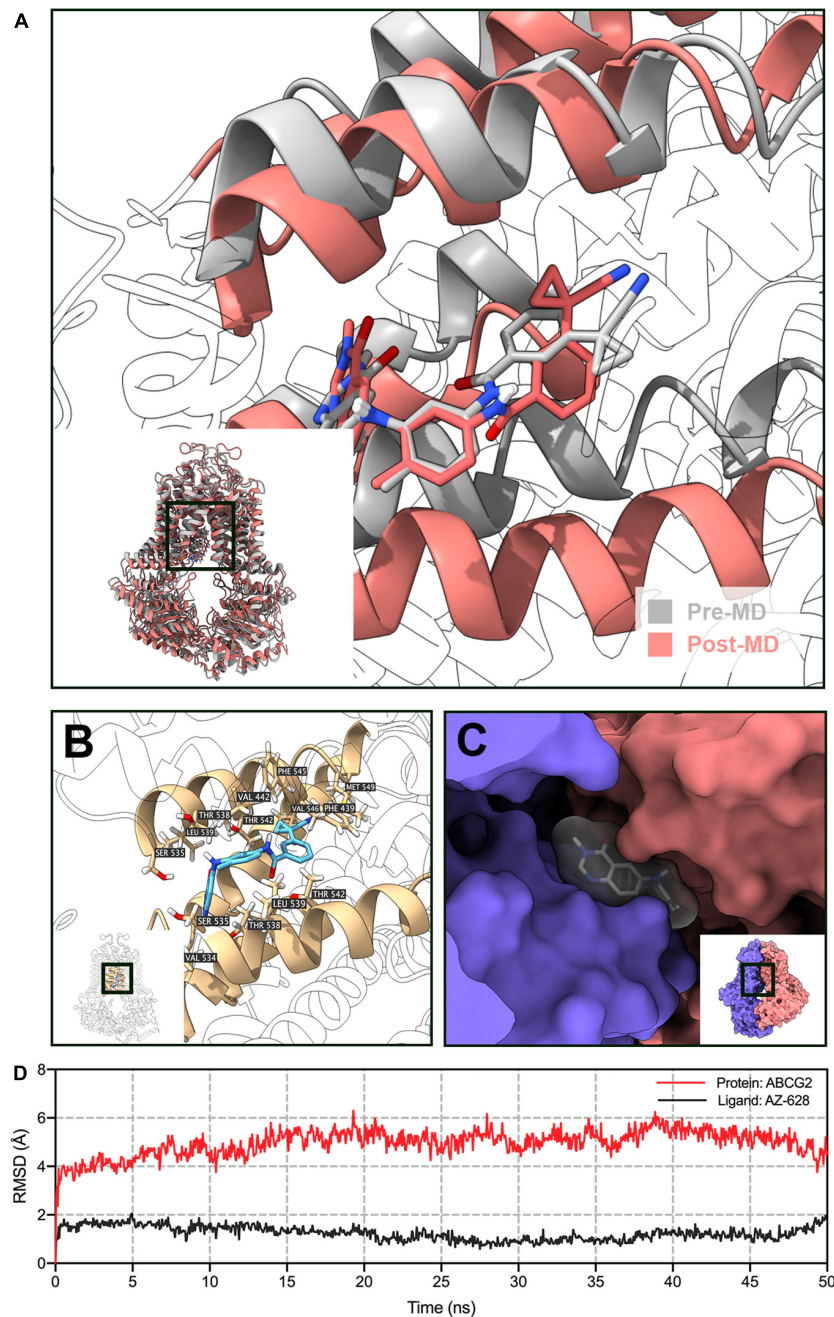 A
Pre-MD
Post-MD
B
PHE 545
MET 549
VAL 442
THR 538
THR 542
VAL 546
PHE 439
LEU 539
SER 535
THR 542
LEU 539
SER 535
THR 538
VAL 534
C
D
Protein: ABCG2
Ligand: AZ-628
RMSD (Å)
8
6
4
2
0
0 5 10 15 20 25 30 35 40 45 50
Time (ns)